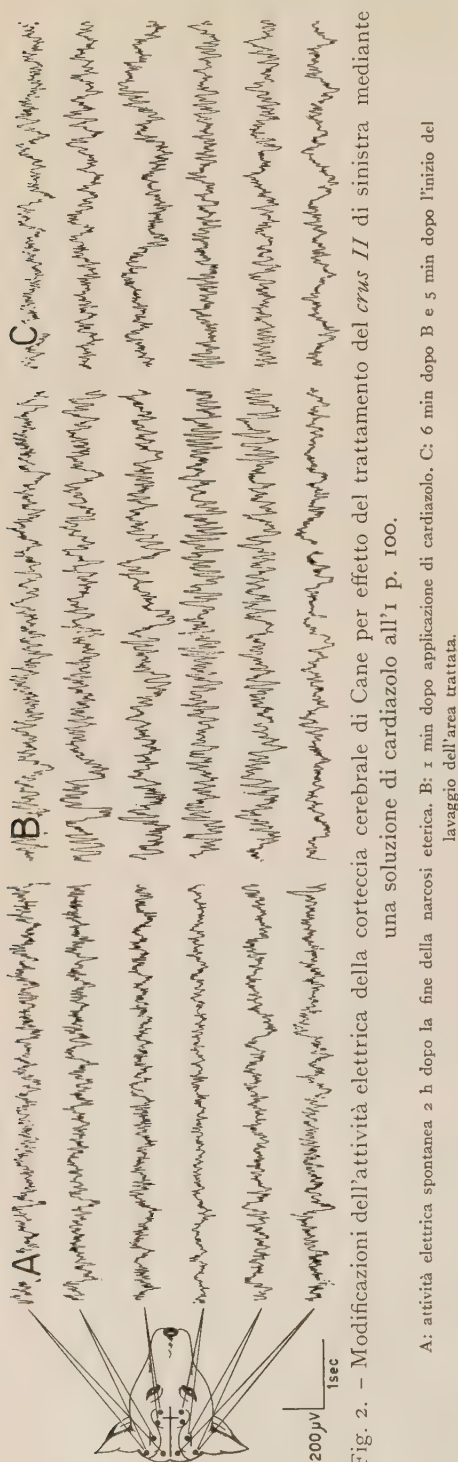 A
B
C
200 µV
1sec
Fig. 2. – Modificazioni dell'attività elettrica della corteccia cerebrale di Cane per effetto del trattamento del crus II di sinistra mediante
una soluzione di cardiazolo all'1 p. 100.
A: attività elettrica spontanea 2 h dopo la fine della narcosi eterica. B: 1 min dopo applicazione di cardiazolo. C: 6 min dopo B e 5 min dopo l'inizio del
lavaggio dell'area trattata.